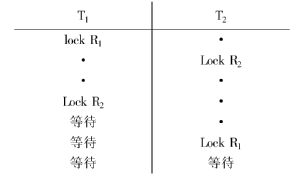 T₁ T₂
lock R₁ •
• Lock R₂
• •
Lock R₂ •
等待 •
等待 Lock R₁
等待 等待